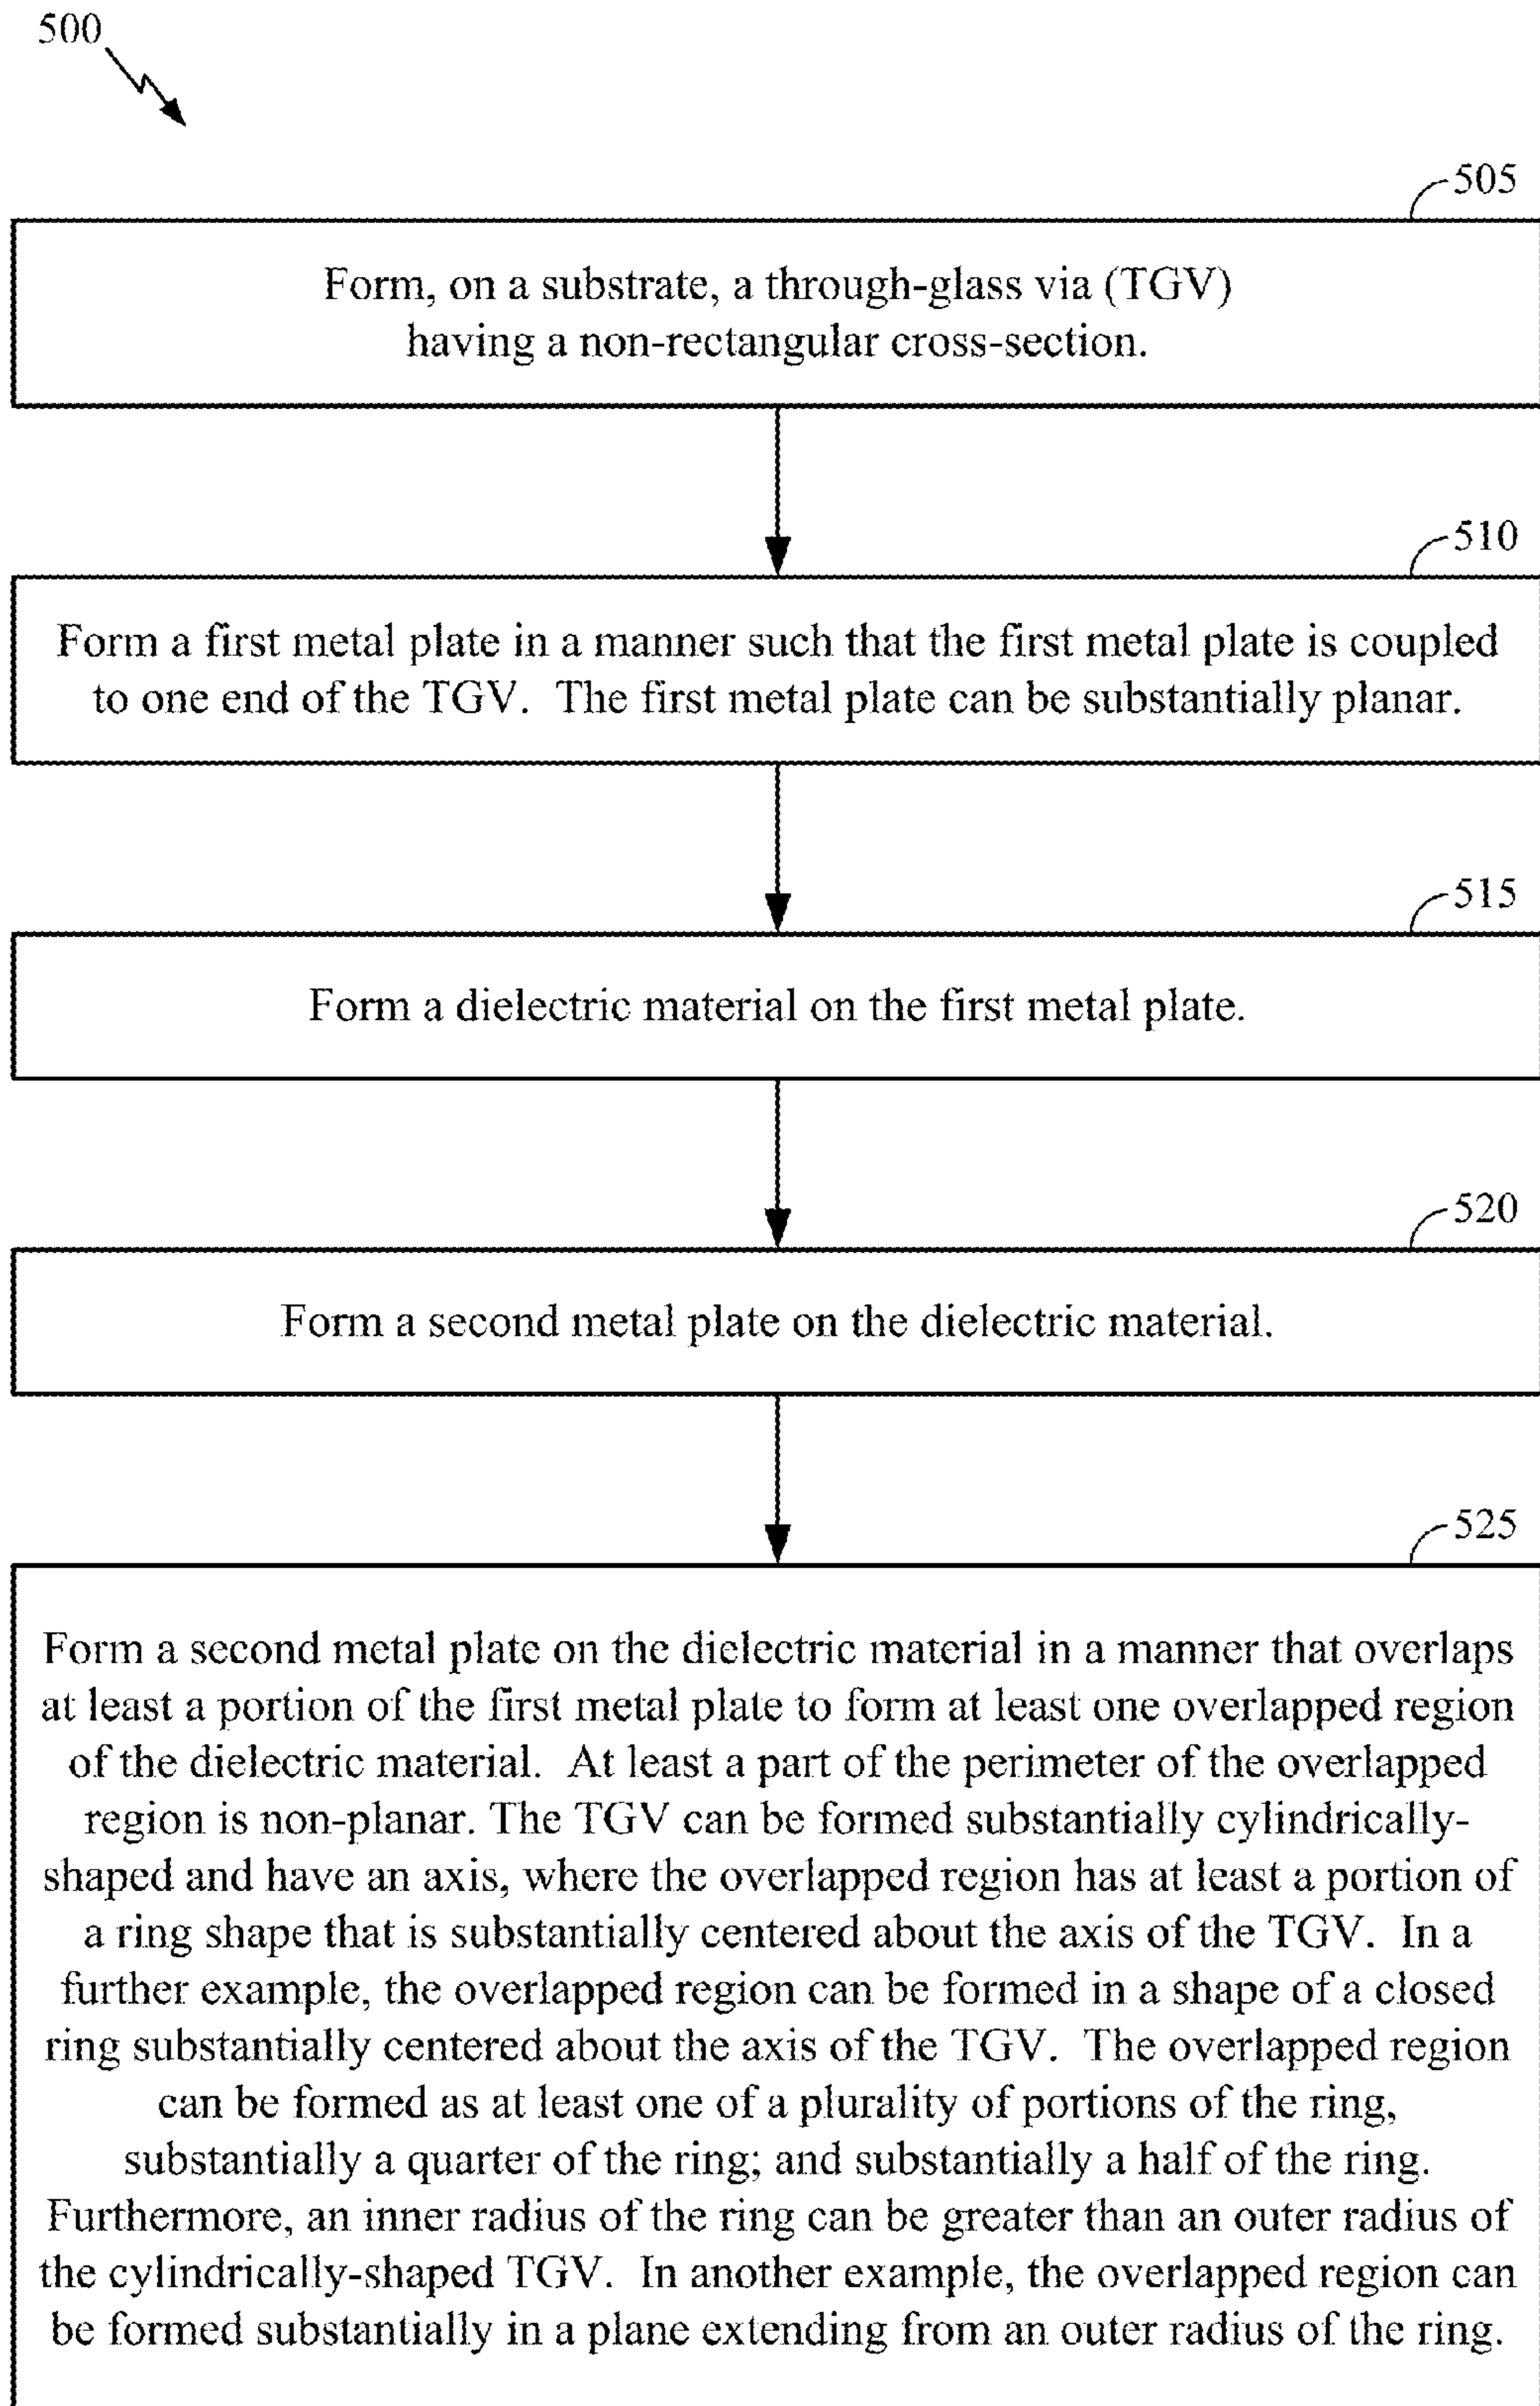 500
505
Form, on a substrate, a through-glass via (TGV)
having a non-rectangular cross-section.
510
Form a first metal plate in a manner such that the first metal plate is coupled
to one end of the TGV. The first metal plate can be substantially planar.
515
Form a dielectric material on the first metal plate.
520
Form a second metal plate on the dielectric material.
525
Form a second metal plate on the dielectric material in a manner that overlaps
at least a portion of the first metal plate to form at least one overlapped region
of the dielectric material. At least a part of the perimeter of the overlapped
region is non-planar. The TGV can be formed substantially cylindrically-
shaped and have an axis, where the overlapped region has at least a portion of
a ring shape that is substantially centered about the axis of the TGV. In a
further example, the overlapped region can be formed in a shape of a closed
ring substantially centered about the axis of the TGV. The overlapped region
can be formed as at least one of a plurality of portions of the ring,
substantially a quarter of the ring; and substantially a half of the ring.
Furthermore, an inner radius of the ring can be greater than an outer radius of
the cylindrically-shaped TGV. In another example, the overlapped region can
be formed substantially in a plane extending from an outer radius of the ring.